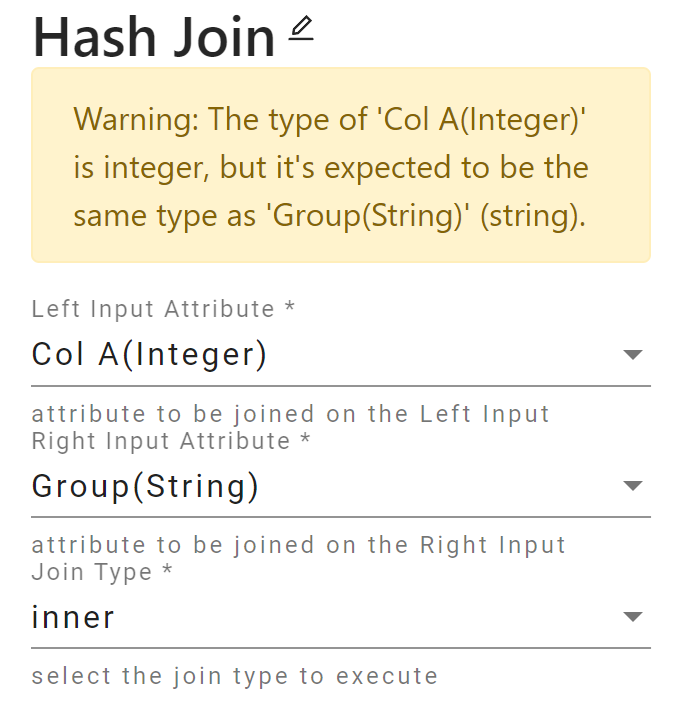 Hash Join
Warning: The type of 'Col A(Integer)'
is integer, but it's expected to be the
same type as 'Group(String)' (string).
Left Input Attribute *
Col A(Integer)
attribute to be joined on the Left Input
Right Input Attribute *
Group(String)
attribute to be joined on the Right Input
Join Type *
inner
select the join type to execute